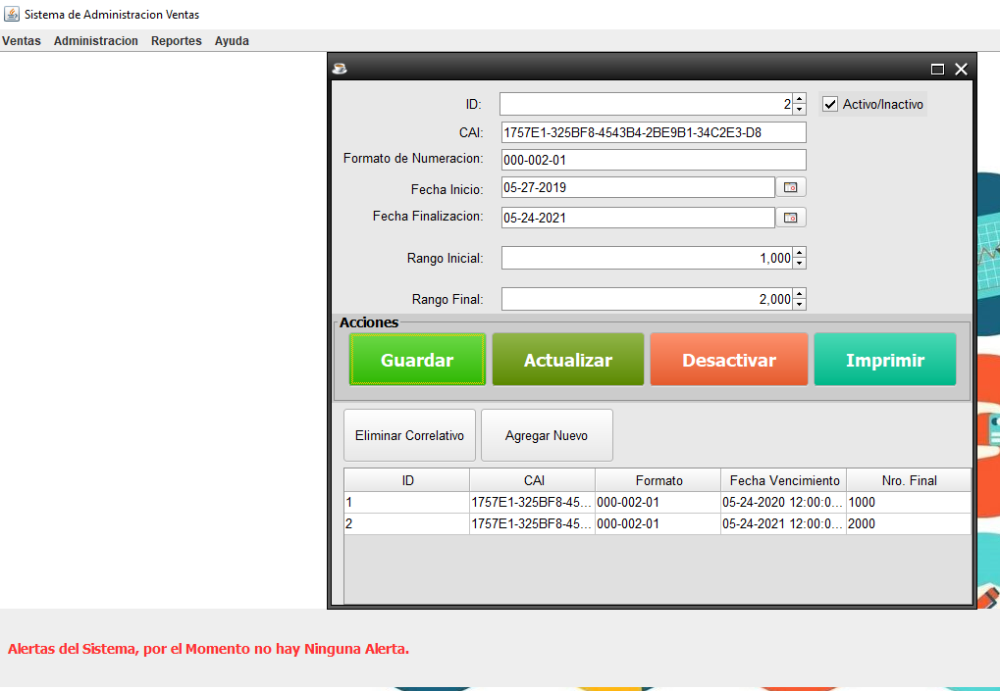 Sistema de Administracion Ventas
Ventas Administracion Reportes Ayuda
ID: 2 Activo/Inactivo
CAI: 1757E1-325BF8-4543B4-2BE9B1-34C2E3-D8
Formato de Numeracion: 000-002-01
Fecha Inicio: 05-27-2019
Fecha Finalizacion: 05-24-2021
Rango Inicial: 1,000
Rango Final: 2,000
Acciones
Guardar Actualizar Desactivar Imprimir
Eliminar Correlativo Agregar Nuevo
ID CAI Formato Fecha Vencimiento Nro. Final
1 1757E1-325BF8-45... 000-002-01 05-24-2020 12:00:0... 1000
2 1757E1-325BF8-45... 000-002-01 05-24-2021 12:00:0... 2000
Alertas del Sistema, por el Momento no hay Ninguna Alerta.